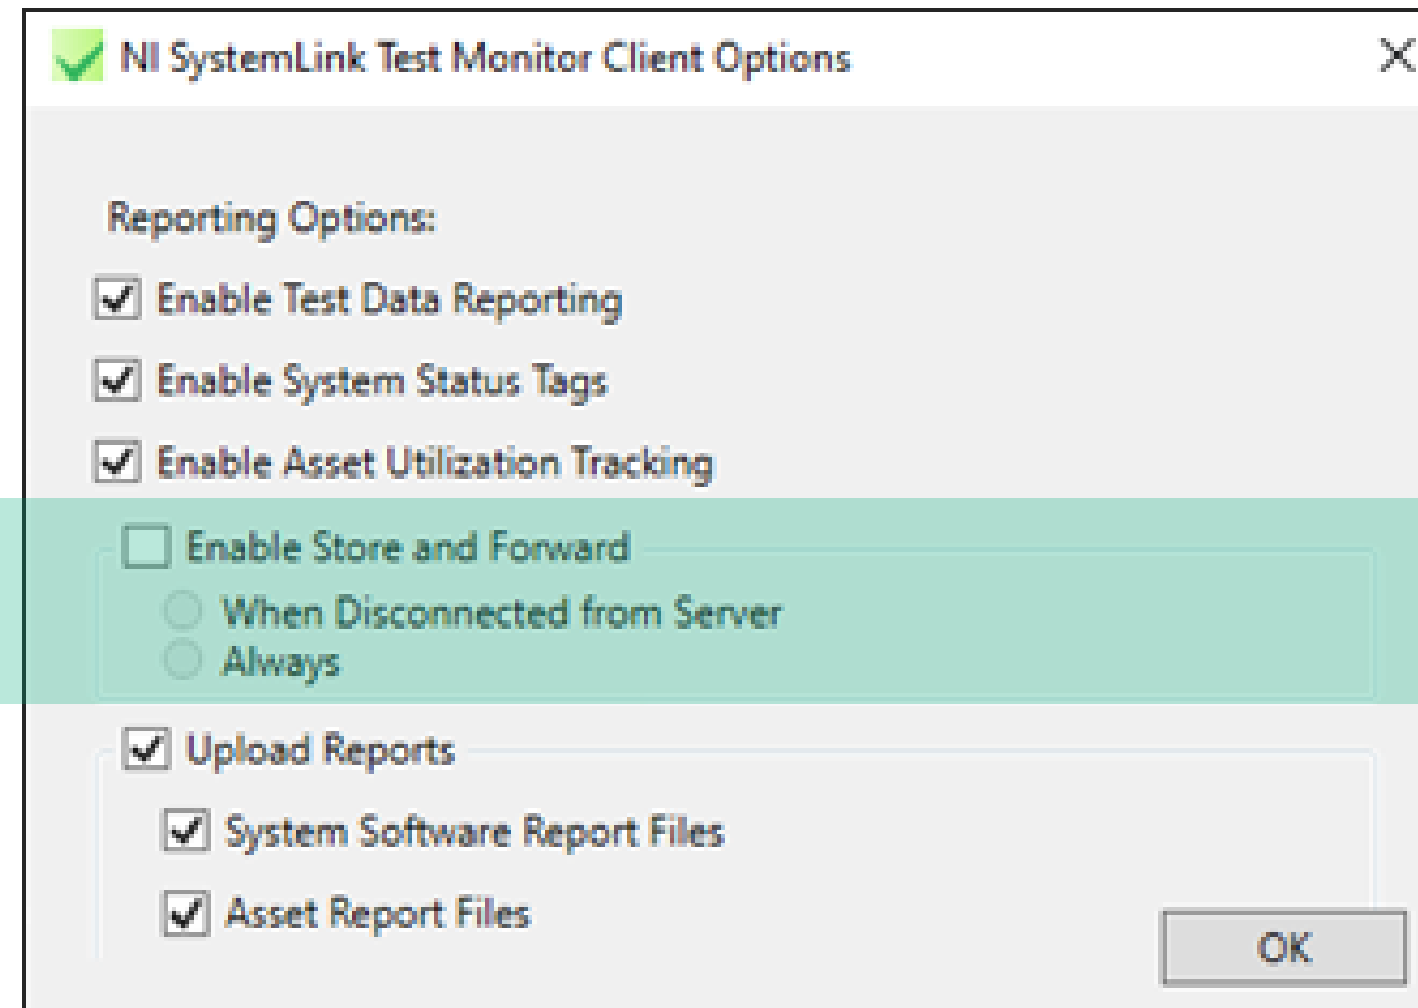 NI SystemLink Test Monitor Client Options
Reporting Options:
Enable Test Data Reporting
Enable System Status Tags
Enable Asset Utilization Tracking
Enable Store and Forward
When Disconnected from Server
Always
Upload Reports
System Software Report Files
Asset Report Files
OK